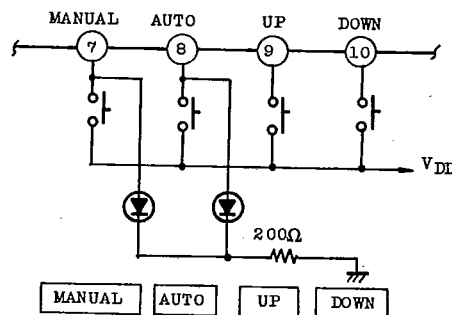 MANUAL AUTO UP DOWN
7 8 9 10
VDD
200Ω
MANUAL AUTO UP DOWN